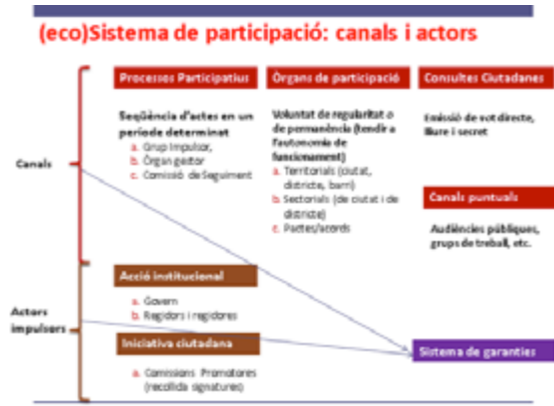 (eco)Sistema de participació: canals i actors
Canals
Processos Participatius
Seqüència d'actes en un
període determinat
a. Grup Impulsor,
b. Òrgan gestor
c. Comissió de Seguiment
Òrgans de participació
Voluntat de regularitat o
de permanència (tendir a
l'autonomia de
funcionament)
a. Territorials (ciutat,
districte, barri)
b. Sectorials (de ciutat i de
districte)
c. Pactes/acords
Consultes Ciutadanes
Emissió de vot directe,
lliure i secret
Canals puntuals
Audiències públiques,
grups de treball, etc.
Actors
impulsors
Acció institucional
a. Govern
b. Regidors i regidores
Iniciativa ciutadana
a. Comissions Promotores
(recollida signatures)
Sistema de garanties